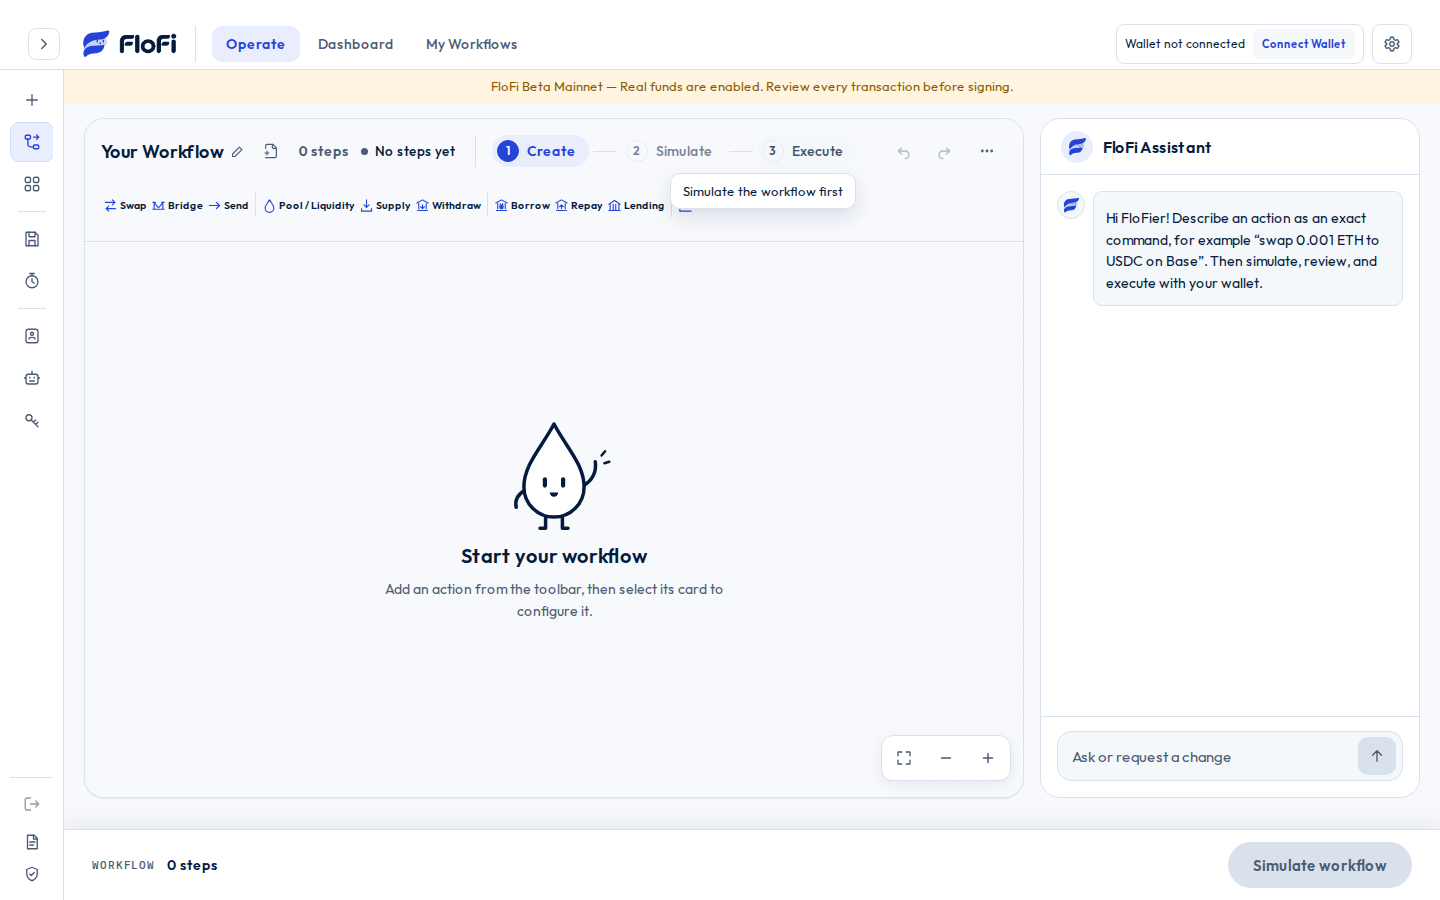 FloFi
Operate
Dashboard
My Workflows
Wallet not connected
Connect Wallet
FloFi Beta Mainnet — Real funds are enabled. Review every transaction before signing.
Your Workflow
0 steps
No steps yet
1 Create
2 Simulate
3 Execute
Simulate the workflow first
Swap
Bridge
Send
Pool / Liquidity
Supply
Withdraw
Borrow
Repay
Lending
Start your workflow
Add an action from the toolbar, then select its card to
configure it.
FloFi Assistant
Hi FloFier! Describe an action as an exact
command, for example “swap 0.001 ETH to
USDC on Base”. Then simulate, review, and
execute with your wallet.
Ask or request a change
WORKFLOW 0 steps
Simulate workflow